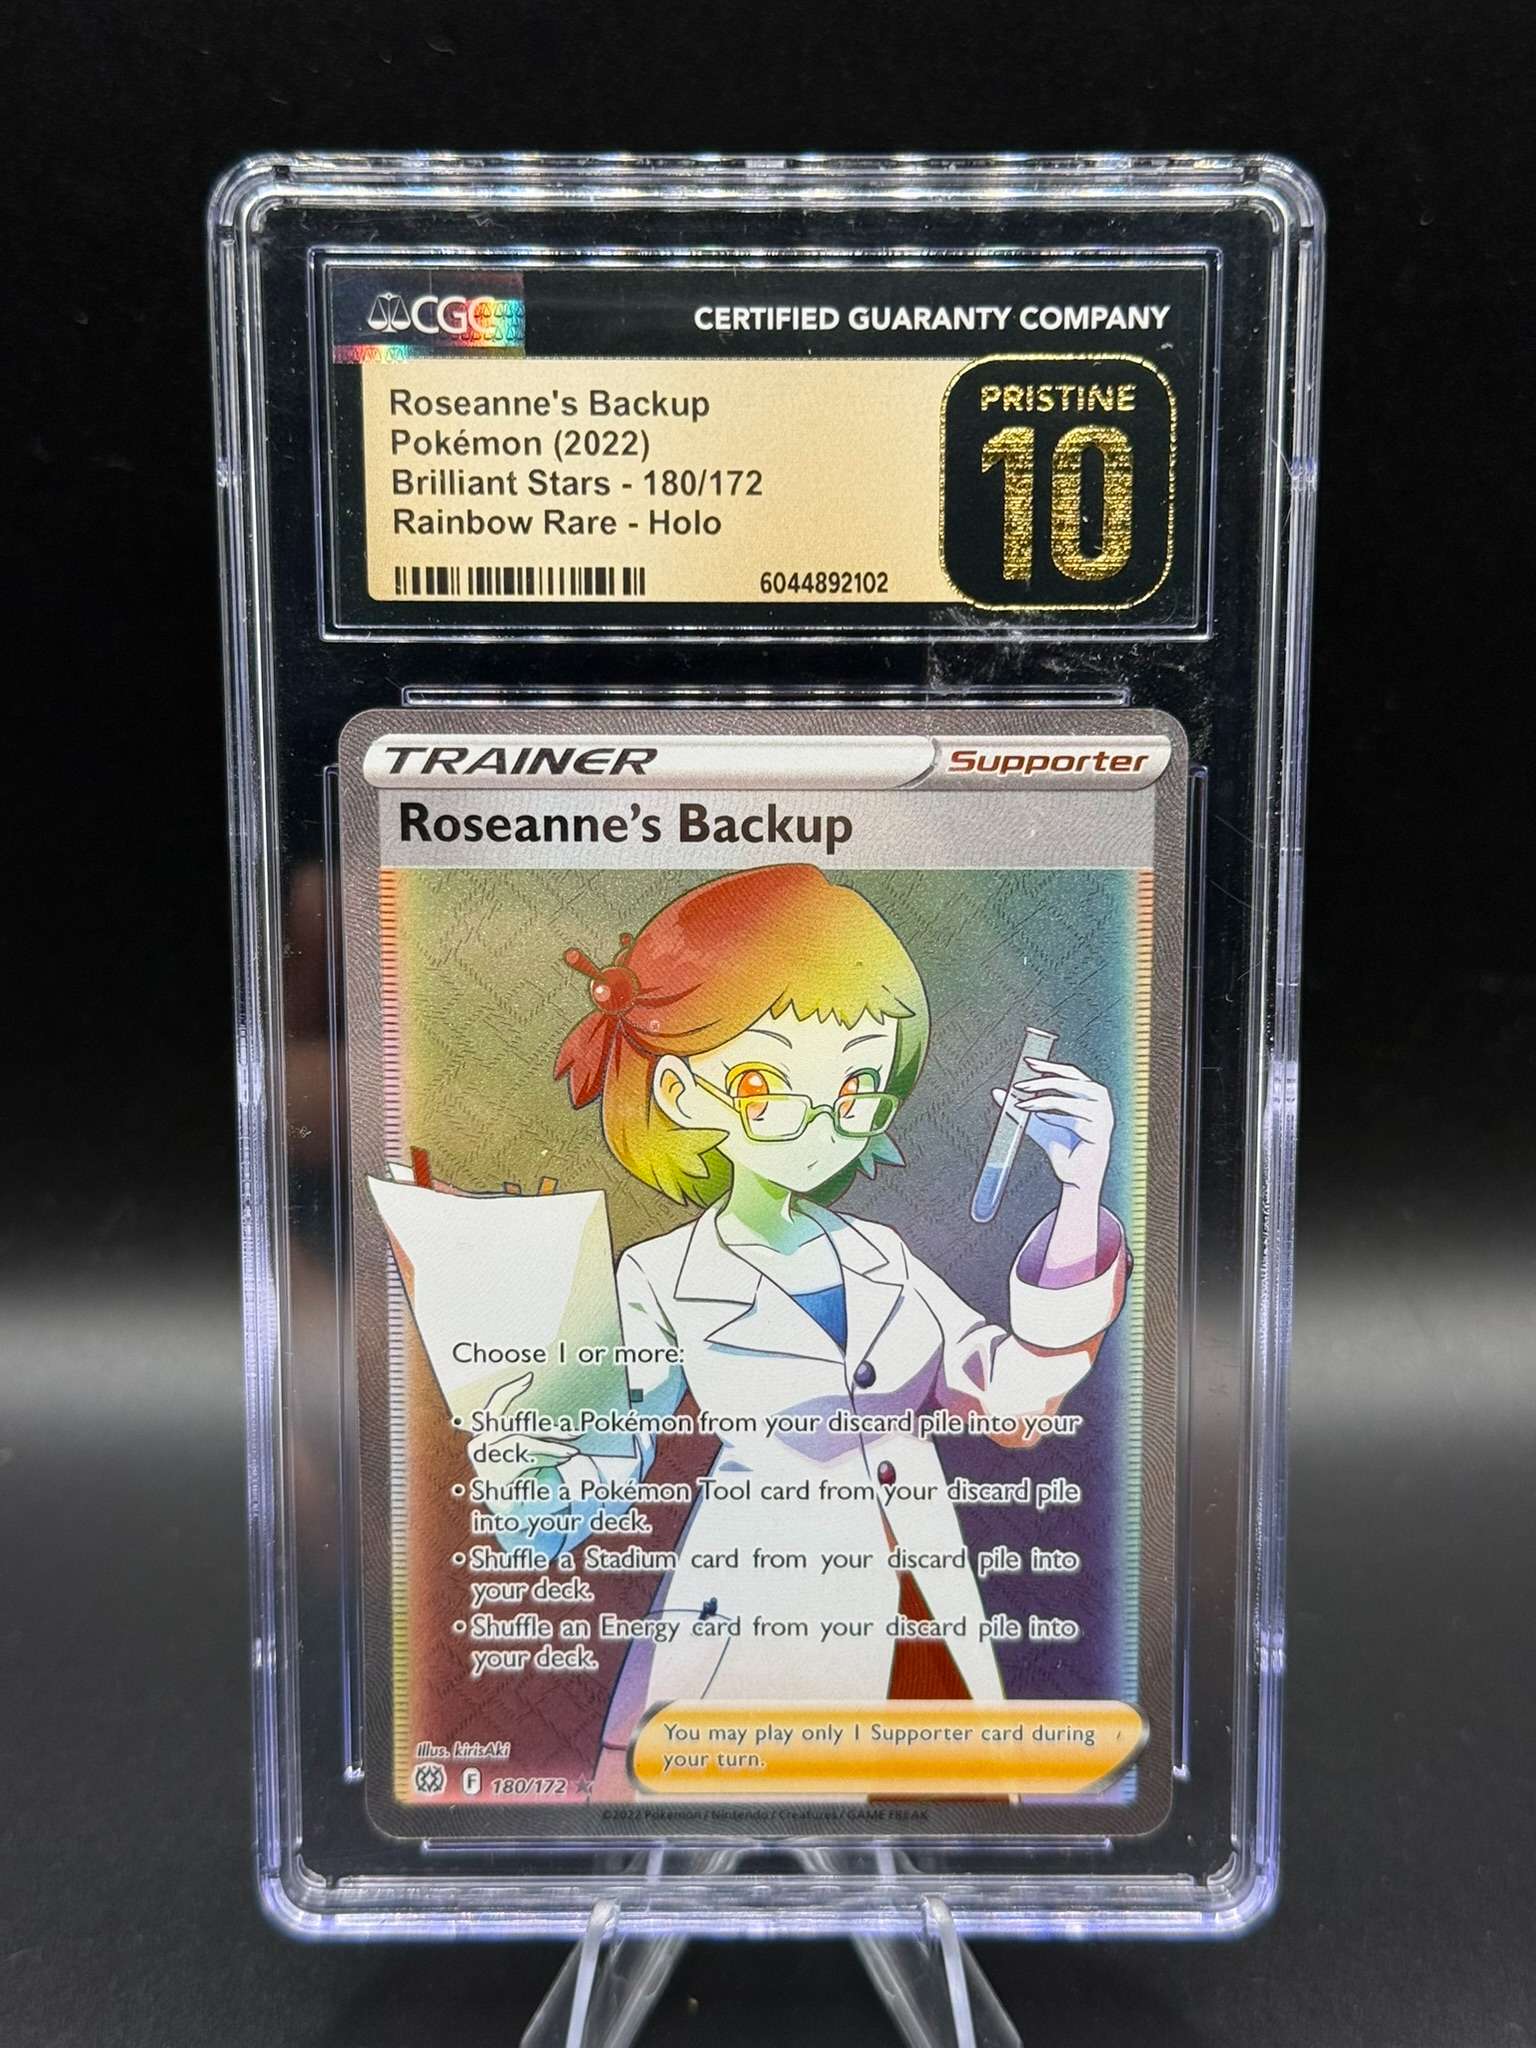 CGC
CERTIFIED GUARANTY COMPANY
Roseanne's Backup
Pokémon (2022)
Brilliant Stars - 180/172
Rainbow Rare - Holo
6044892102
PRISTINE
10
TRAINER
Supporter
Roseanne's Backup
Choose 1 or more:
• Shuffle a Pokémon from your discard pile into your
deck.
• Shuffle a Pokémon Tool card from your discard pile
into your deck.
• Shuffle a Stadium card from your discard pile into
your deck.
• Shuffle an Energy card from your discard pile into
your deck.
You may play only 1 Supporter card during
your turn.
Illus. kirisAki
F 180/172 ★
©2022 Pokémon / Nintendo / Creatures / GAME FREAK